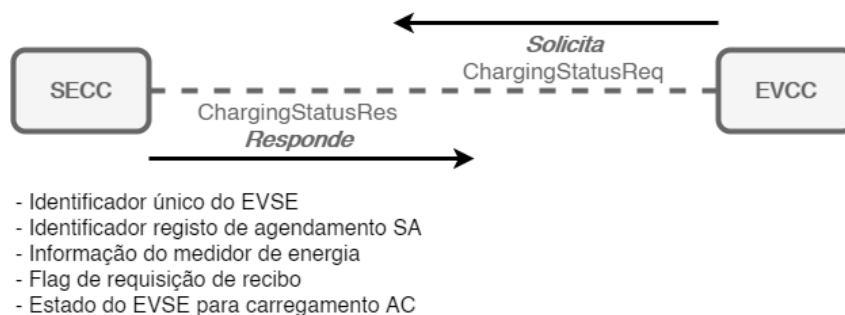 Solicita
ChargingStatusReq
SECC
EVCC
ChargingStatusRes
Responde
- Identificador único do EVSE
- Identificador registo de agendamento SA
- Informação do medidor de energia
- Flag de requisição de recibo
- Estado do EVSE para carregamento AC